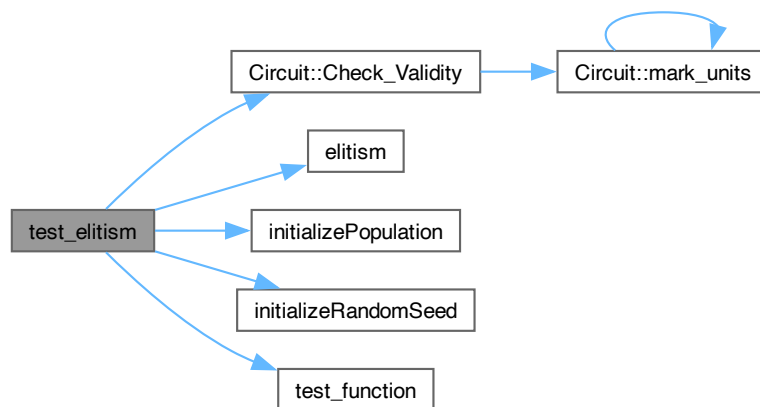 Circuit::Check_Validity
Circuit::mark_units
elitism
test_elitism
initializePopulation
initializeRandomSeed
test_function